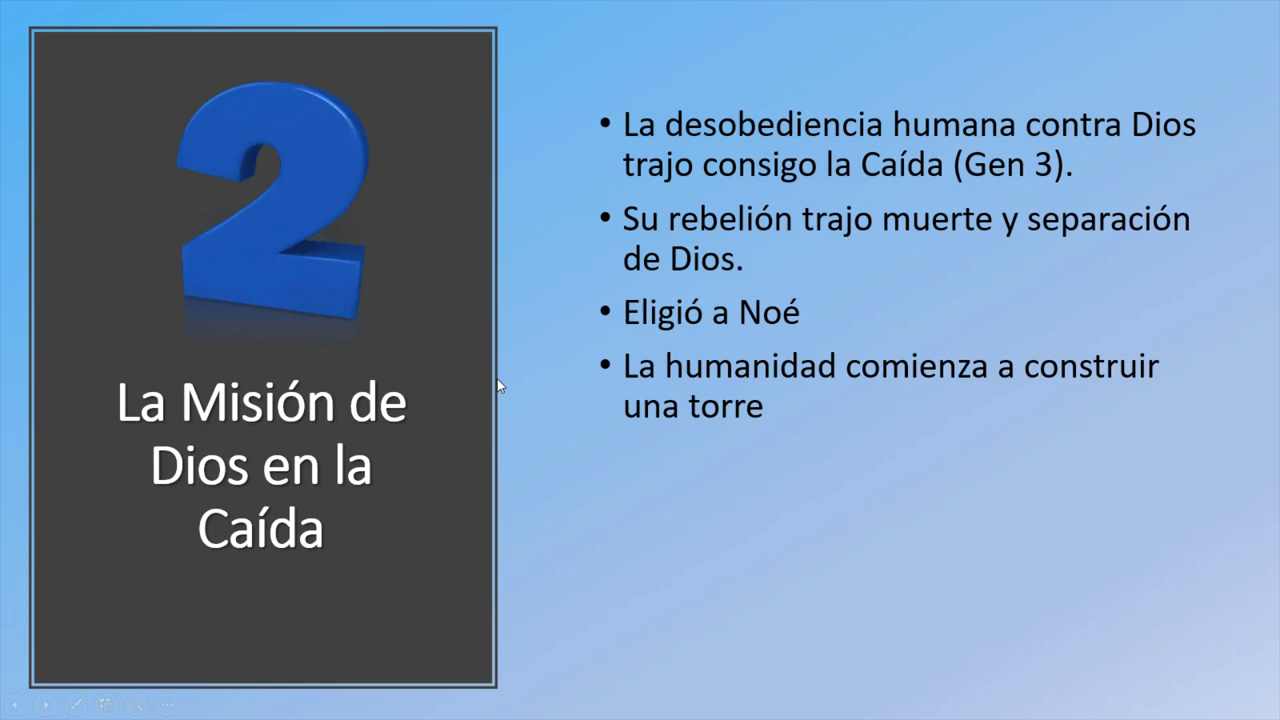 2
La Misión de
Dios en la
Caída
• La desobediencia humana contra Dios
trajo consigo la Caída (Gen 3).
• Su rebelión trajo muerte y separación
de Dios.
• Eligió a Noé
• La humanidad comienza a construir
una torre